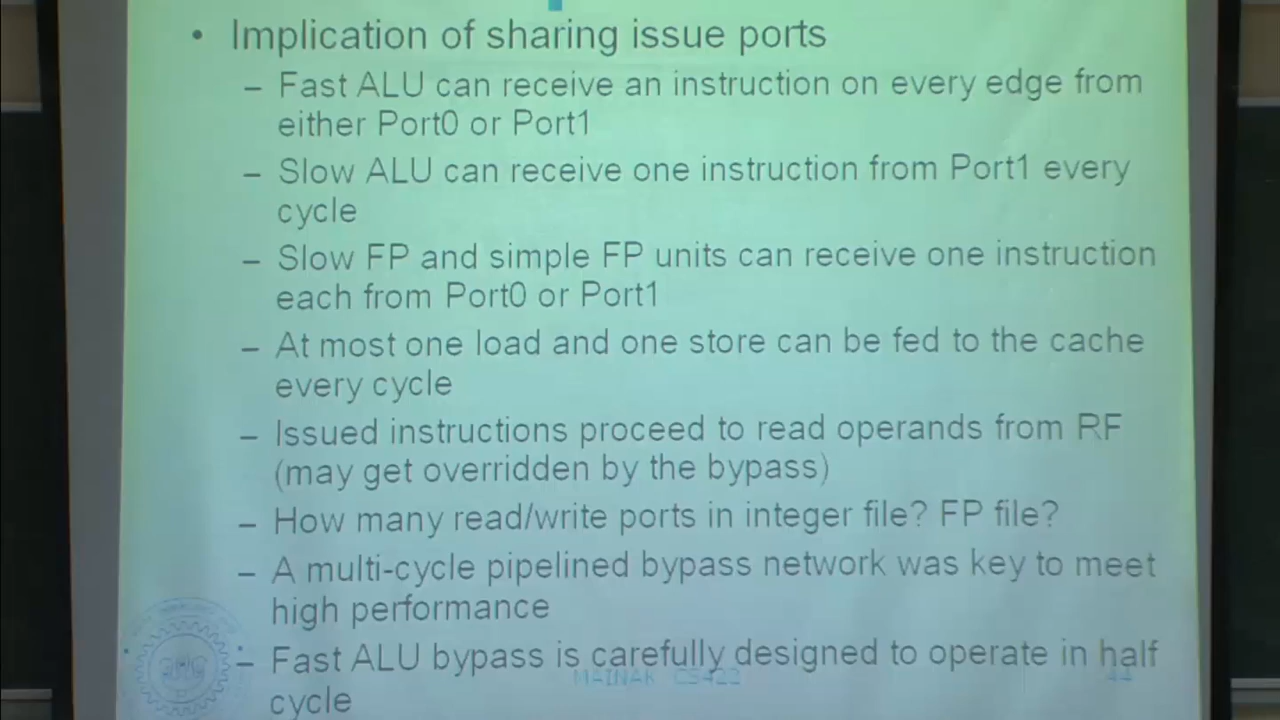 • Implication of sharing issue ports
– Fast ALU can receive an instruction on every edge from
either Port0 or Port1
– Slow ALU can receive one instruction from Port1 every
cycle
– Slow FP and simple FP units can receive one instruction
each from Port0 or Port1
– At most one load and one store can be fed to the cache
every cycle
– Issued instructions proceed to read operands from RF
(may get overridden by the bypass)
– How many read/write ports in integer file? FP file?
– A multi-cycle pipelined bypass network was key to meet
high performance
– Fast ALU bypass is carefully designed to operate in half
cycle
MAINAK CS422
44